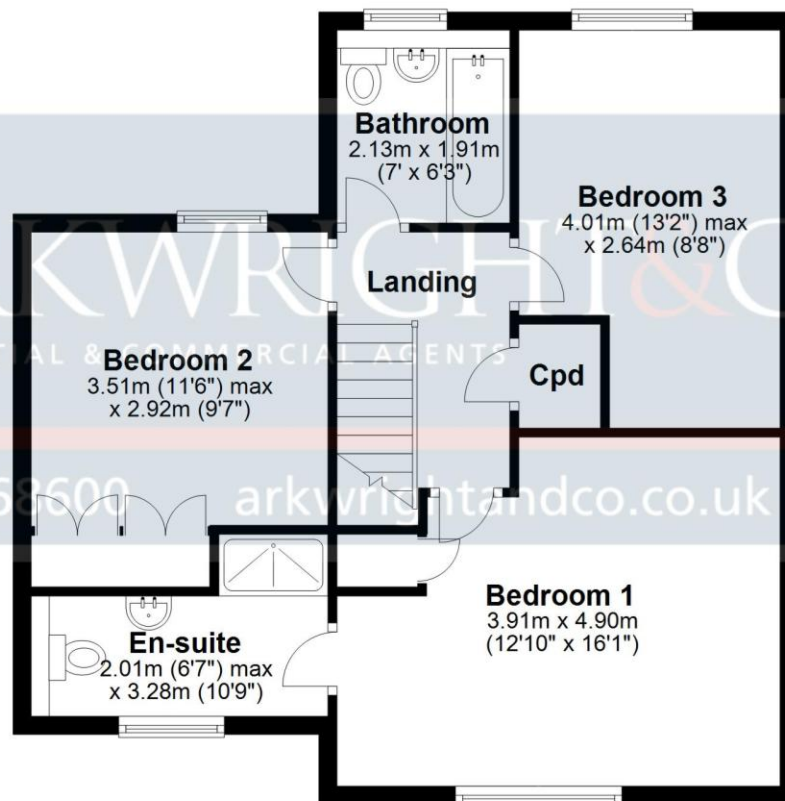 Bathroom
2.13m x 1.91m
(7' x 6'3")
Bedroom 3
4.01m (13'2") max
x 2.64m (8'8")
KWRIGHT&C
Landing
TIAL & COMMERCIAL AGENTS
Bedroom 2
3.51m (11'6") max
x 2.92m (9'7")
Cpd
68600 arkwrightandco.co.uk
Bedroom 1
3.91m x 4.90m
(12'10" x 16'1")
En-suite
2.01m (6'7") max
x 3.28m (10'9")